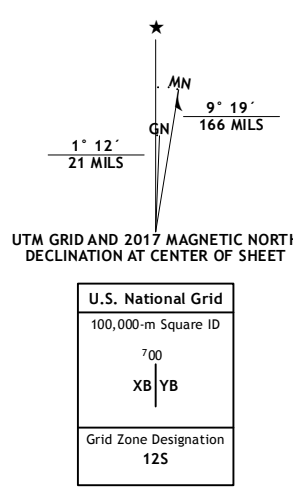 ★
MN
GN
9° 19´
166 MILS
1° 12´
21 MILS
UTM GRID AND 2017 MAGNETIC NORTH
DECLINATION AT CENTER OF SHEET
U.S. National Grid
100,000-m Square ID
⁷00
XB YB
Grid Zone Designation
12S